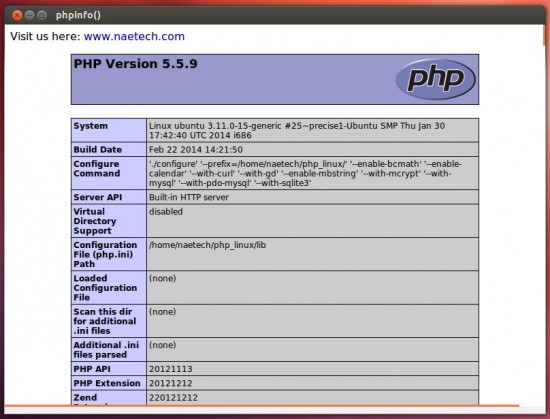 phpinfo()
Visit us here: www.naetech.com
PHP Version 5.5.9
php
System
Linux ubuntu 3.11.0-15-generic #25~precise1-Ubuntu SMP Thu Jan 30
17:42:40 UTC 2014 i686
Build Date
Feb 22 2014 14:21:50
Configure
Command
'./configure' '--prefix=/home/naetech/php_linux/' '--enable-bcmath' '--enable-
calendar' '--with-curl' '--with-gd' '--enable-mbstring' '--with-mcrypt' '--with-
mysql' '--with-pdo-mysql' '--with-sqlite3'
Server API
Built-in HTTP server
Virtual
Directory
Support
disabled
Configuration
File (php.ini)
Path
/home/naetech/php_linux/lib
Loaded
Configuration
File
(none)
Scan this dir
for additional
.ini files
(none)
Additional .ini
files parsed
(none)
PHP API
20121113
PHP Extension
20121212
Zend
220121212